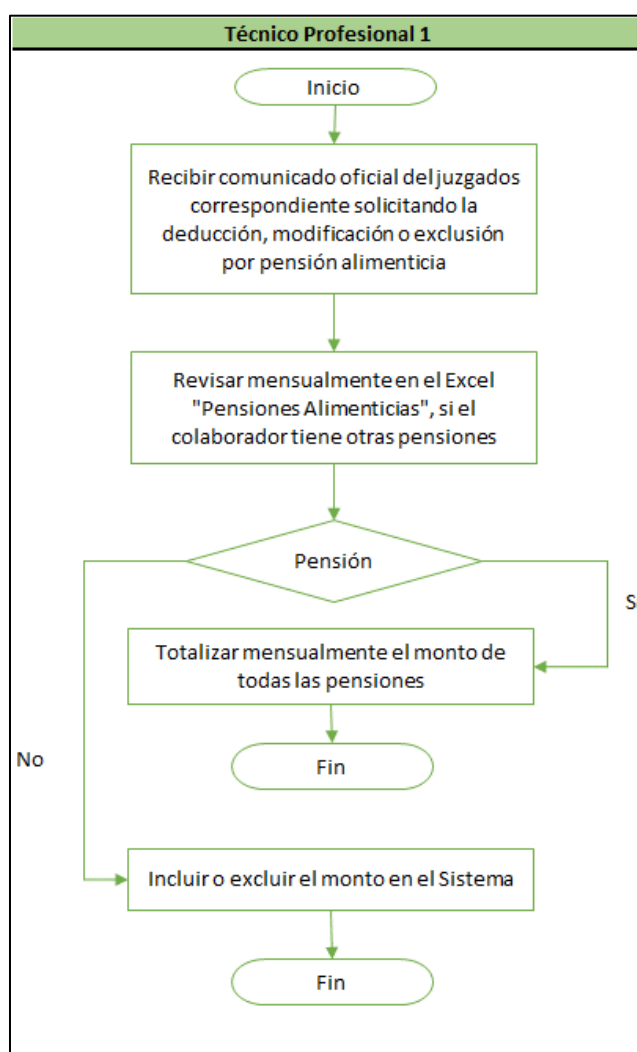 Técnico Profesional 1
Inicio
Recibir comunicado oficial del juzgados
correspondiente solicitando la
deducción, modificación o exclusión
por pensión alimenticia
Revisar mensualmente en el Excel
"Pensiones Alimenticias", si el
colaborador tiene otras pensiones
Pensión
S
Totalizar mensualmente el monto de
todas las pensiones
Fin
No
Incluir o excluir el monto en el Sistema
Fin